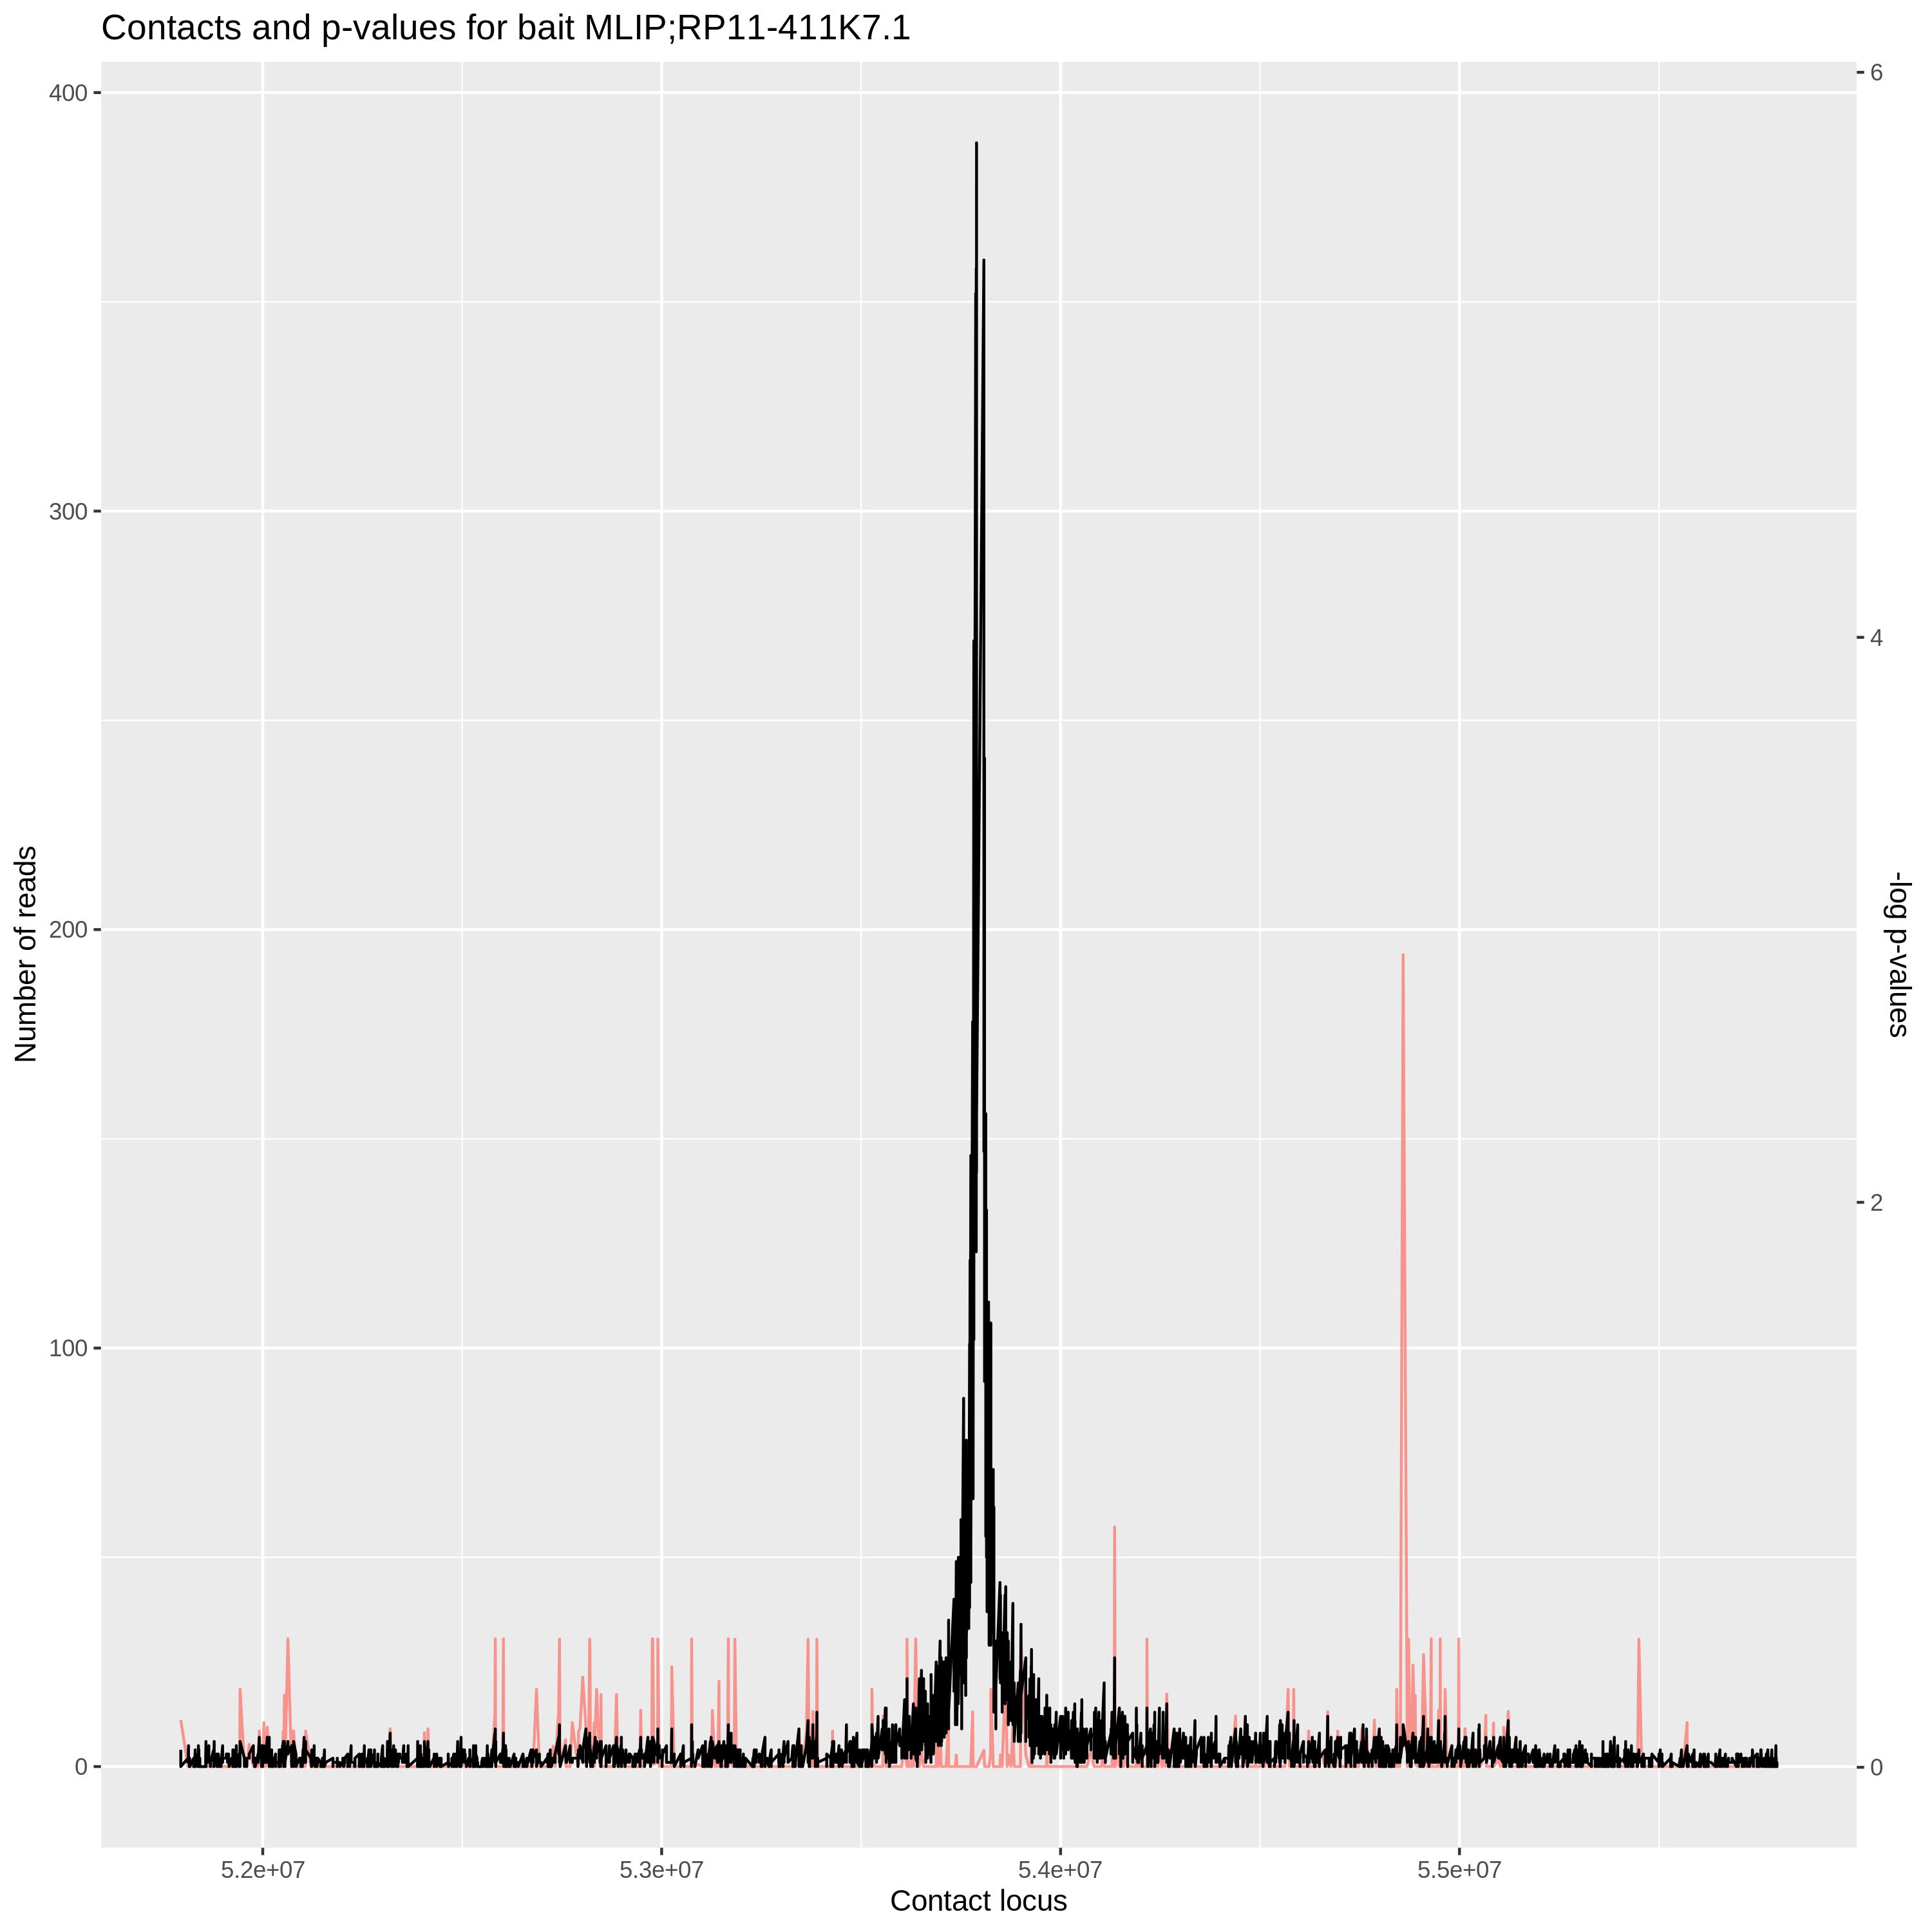 Contacts and p-values for bait MLIP;RP11-411K7.1
400
300
200
100
0
Number of reads
6
4
2
0
-log p-values
5.2e+07
5.3e+07
5.4e+07
5.5e+07
Contact locus